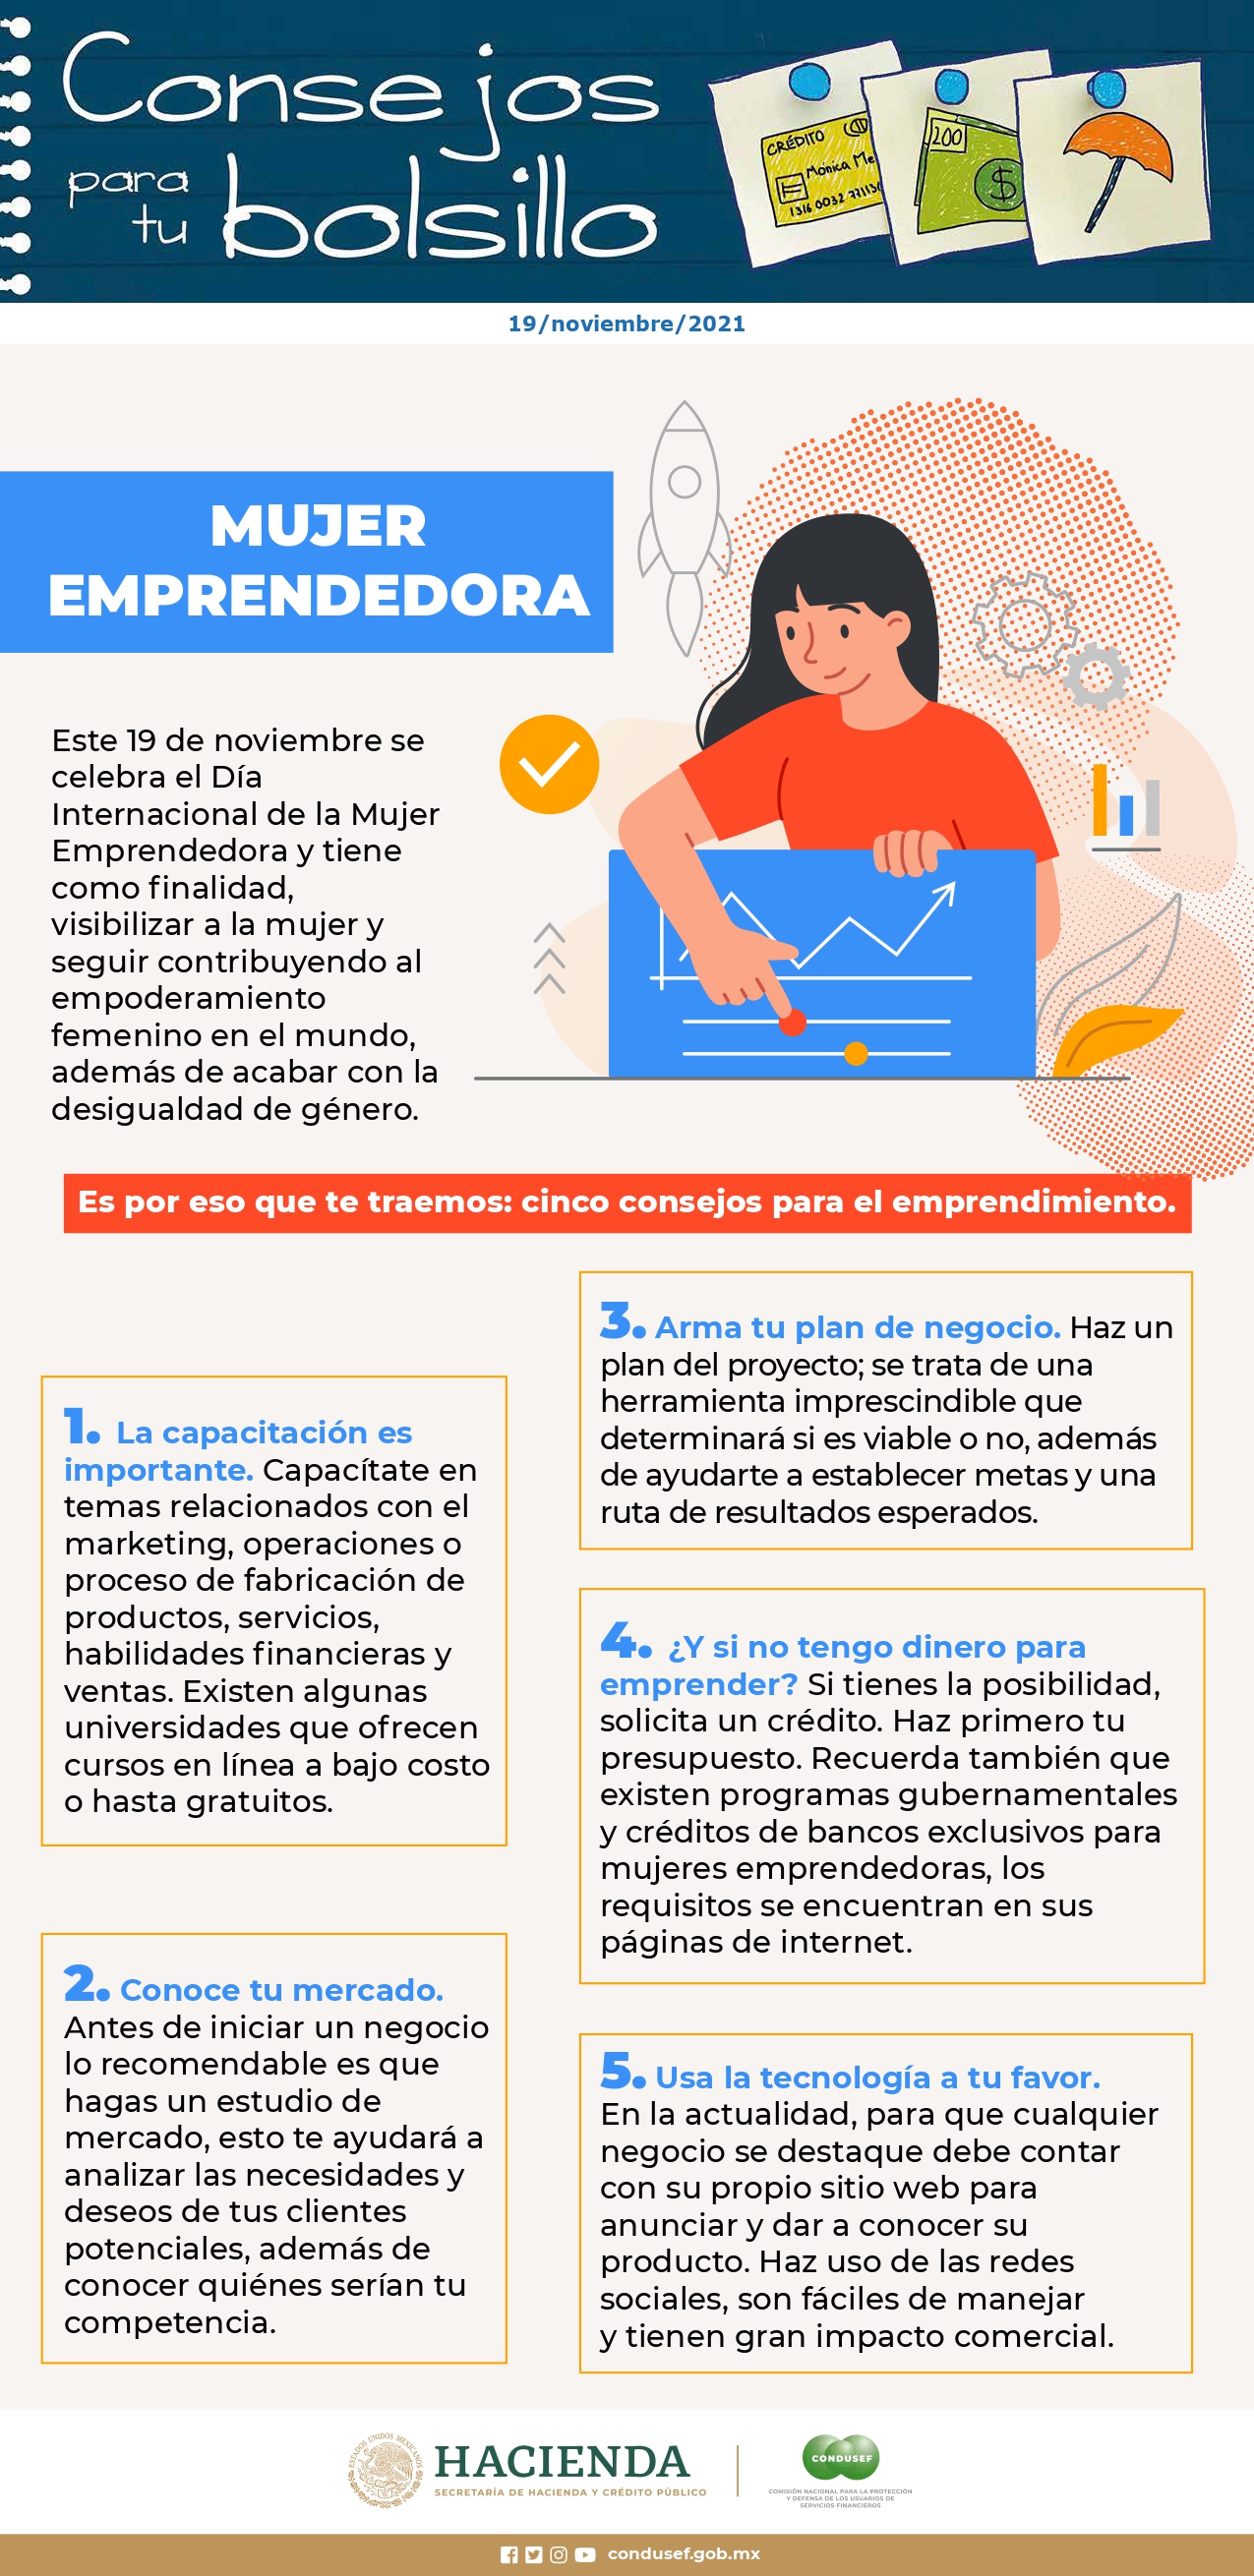 Consejos
para
tu bolsillo
CRÉDITO
Mónica Me
1316 0032
200
$
19/noviembre/2021
MUJER
EMPRENDEDORA
Este 19 de noviembre se
celebra el Día
Internacional de la Mujer
Emprendedora y tiene
como finalidad,
visibilizar a la mujer y
seguir contribuyendo al
empoderamiento
femenino en el mundo,
además de acabar con la
desigualdad de género.
Es por eso que te traemos: cinco consejos para el emprendimiento.
1. La capacitación es
importante. Capacítate en
temas relacionados con el
marketing, operaciones o
proceso de fabricación de
productos, servicios,
habilidades financieras y
ventas. Existen algunas
universidades que ofrecen
cursos en línea a bajo costo
o hasta gratuitos.
2. Conoce tu mercado.
Antes de iniciar un negocio
lo recomendable es que
hagas un estudio de
mercado, esto te ayudará a
analizar las necesidades y
deseos de tus clientes
potenciales, además de
conocer quiénes serían tu
competencia.
3. Arma tu plan de negocio. Haz un
plan del proyecto; se trata de una
herramienta imprescindible que
determinará si es viable o no, además
de ayudarte a establecer metas y una
ruta de resultados esperados.
4. ¿Y si no tengo dinero para
emprender? Si tienes la posibilidad,
solicita un crédito. Haz primero tu
presupuesto. Recuerda también que
existen programas gubernamentales
y créditos de bancos exclusivos para
mujeres emprendedoras, los
requisitos se encuentran en sus
páginas de internet.
5. Usa la tecnología a tu favor.
En la actualidad, para que cualquier
negocio se destaque debe contar
con su propio sitio web para
anunciar y dar a conocer su
producto. Haz uso de las redes
sociales, son fáciles de manejar
y tienen gran impacto comercial.
ESTADOS UNIDOS MEXICANOS
HACIENDA
SECRETARÍA DE HACIENDA Y CRÉDITO PÚBLICO
CONDUSEF
COMISIÓN NACIONAL PARA LA PROTECCIÓN
Y DEFENSA DE LOS USUARIOS DE
SERVICIOS FINANCIEROS
condusef.gob.mx